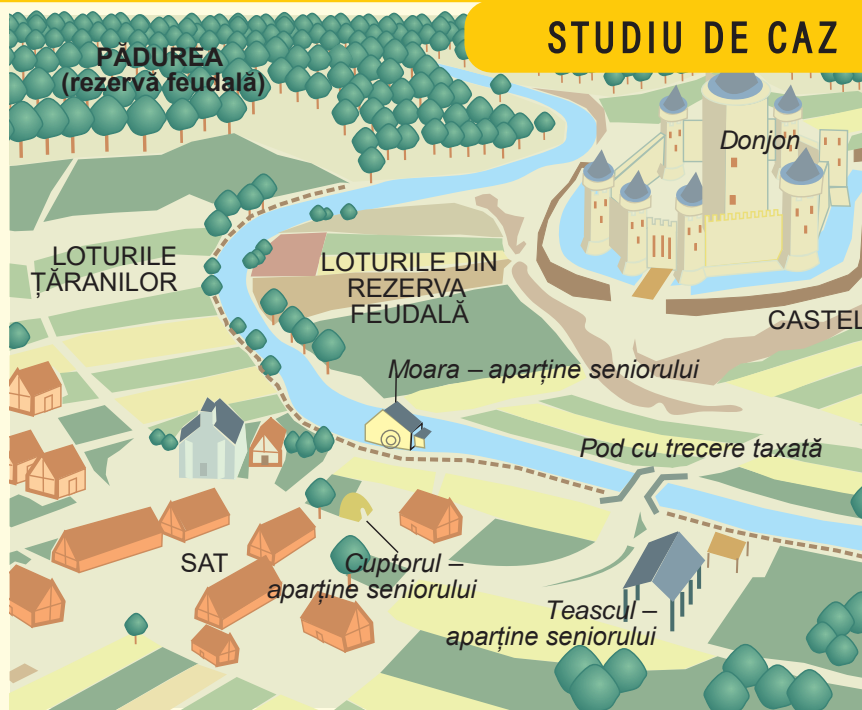 STUDIU DE CAZ
PĂDUREA
(rezervă feudală)
Donjon
LOTURILE
ȚĂRANILOR
LOTURILE DIN
REZERVA
FEUDALĂ
CASTEL
Moara – aparține seniorului
Pod cu trecere taxată
SAT
Cuptorul –
aparține seniorului
Teascul –
aparține seniorului